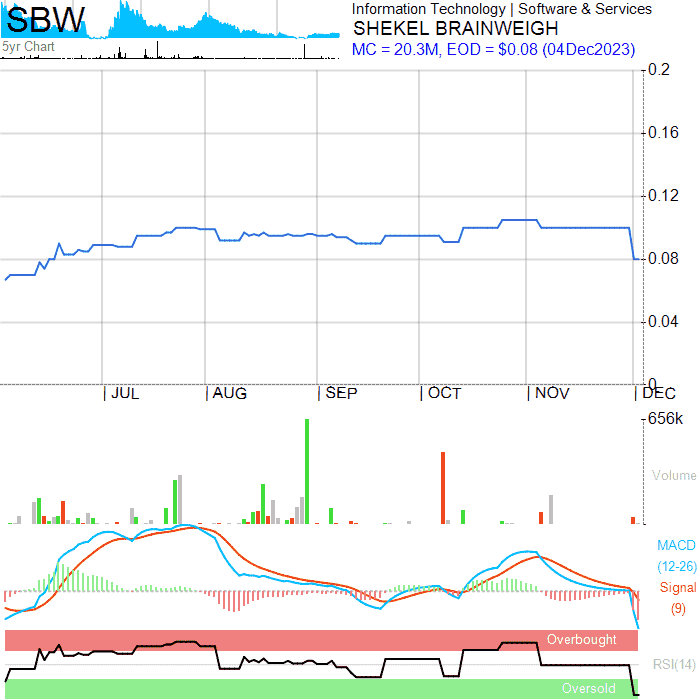 SBW
Information Technology | Software & Services
SHEKEL BRAINWEIGH
5yr Chart
MC = 20.3M, EOD = $0.08 (04Dec2023)
0.2
0.16
0.12
0.08
0.04
0
| JUL | AUG | SEP | OCT | NOV | DEC
656k
Volume
MACD
(12-26)
Signal
(9)
Overbought
RSI(14)
Oversold